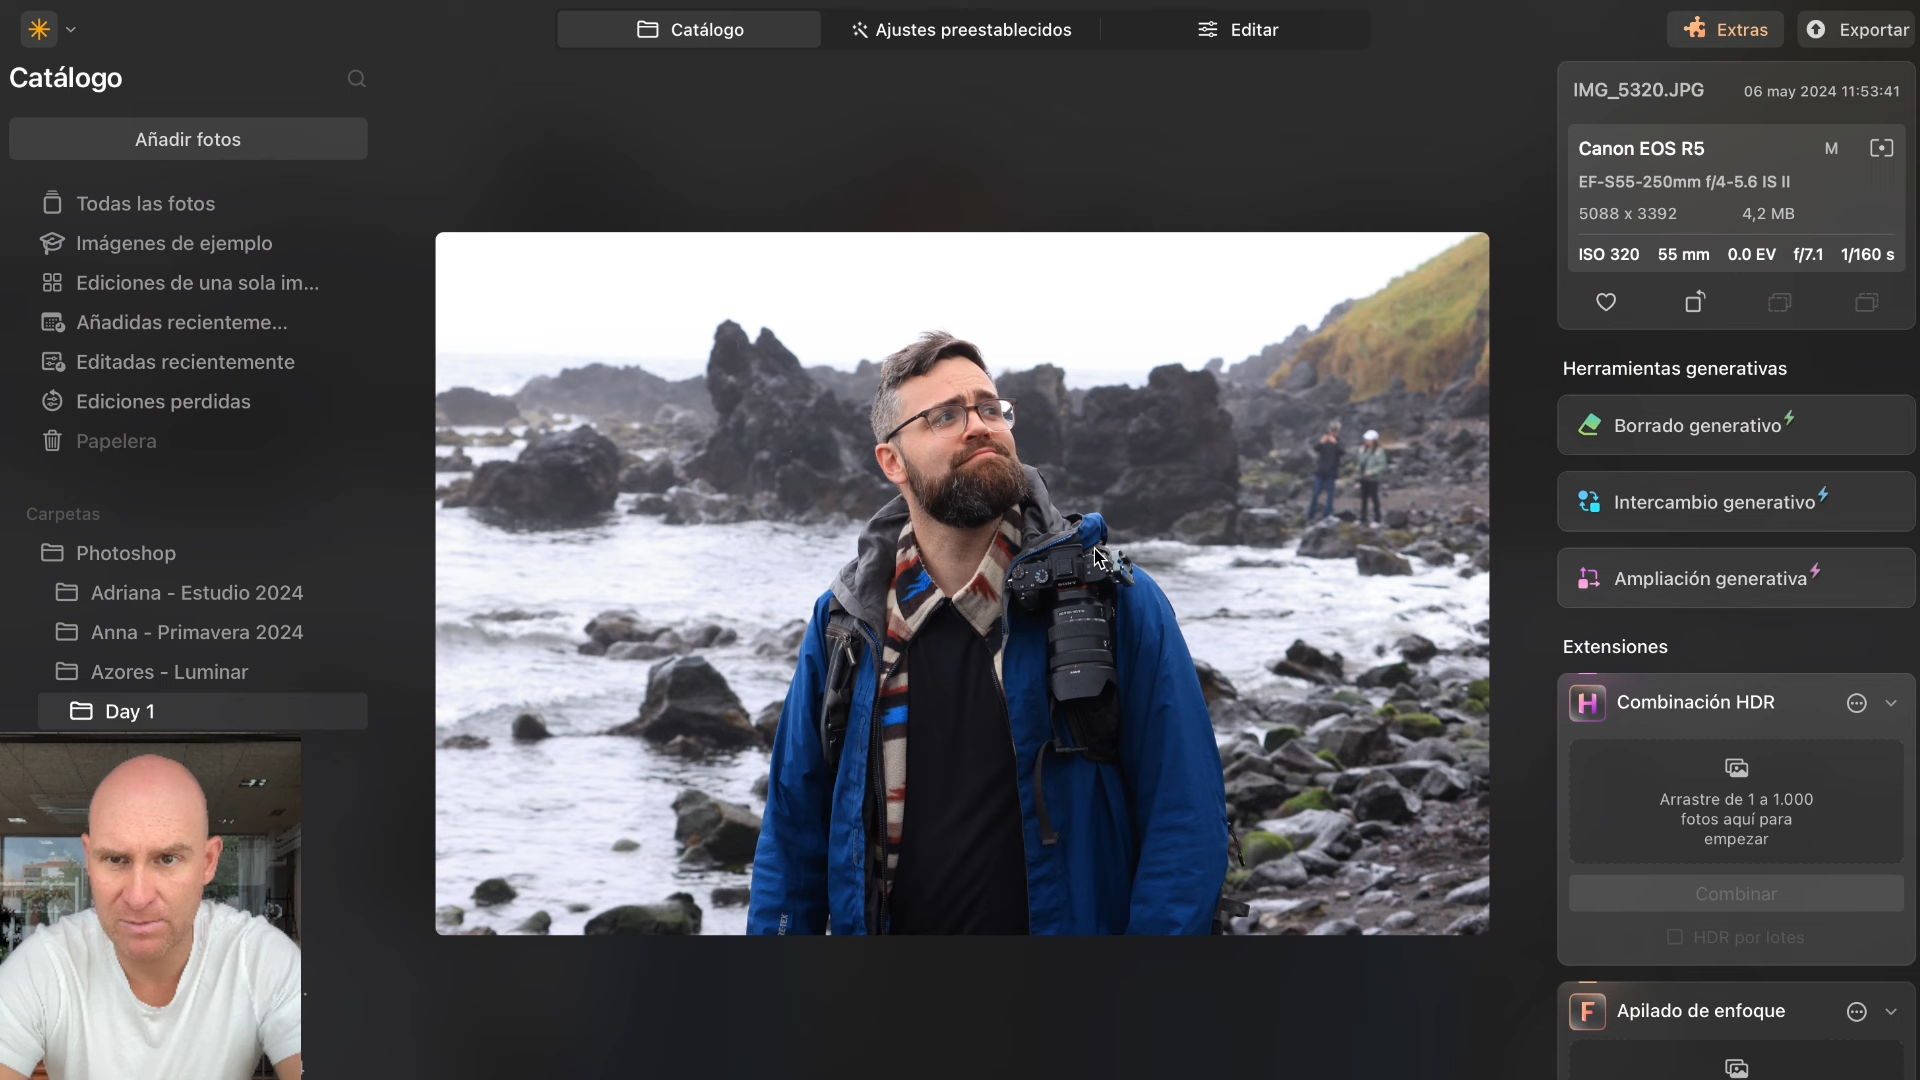 Catálogo
Ajustes preestablecidos
Editar
Extras
Exportar
Catálogo
Añadir fotos
Todas las fotos
Imágenes de ejemplo
Ediciones de una sola im...
Añadidas recienteme...
Editadas recientemente
Ediciones perdidas
Papelera
Carpetas
Photoshop
Adriana - Estudio 2024
Anna - Primavera 2024
Azores - Luminar
Day 1
SONY
IMG_5320.JPG 06 may 2024 11:53:41
Canon EOS R5 M
EF-S55-250mm f/4-5.6 IS II
5088 x 3392 4,2 MB
ISO 320 55 mm 0.0 EV f/7.1 1/160 s
Herramientas generativas
Borrado generativo
Intercambio generativo
Ampliación generativa
Extensiones
H Combinación HDR
Arrastre de 1 a 1.000
fotos aquí para
empezar
Combinar
HDR por lotes
F Apilado de enfoque